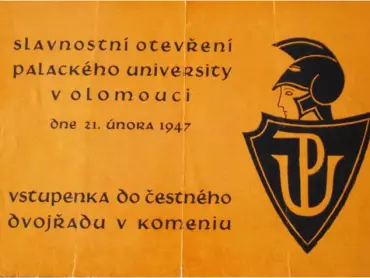 slavnostní otevření
palackého university
v olomouci
dne 21. února 1947
vstupenka do čestného
dvojřadu v komeniu
UP